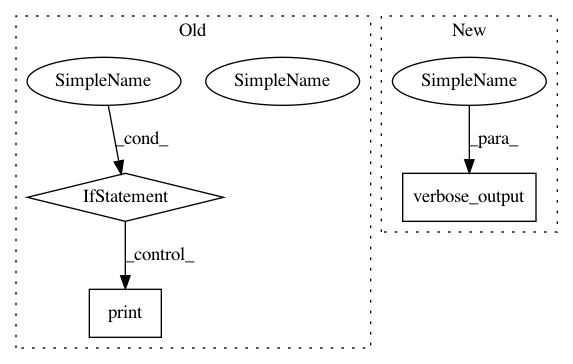 Old
New
SimpleName
SimpleName
SimpleName
_cond_
_para_
IfStatement
verbose_output
_control_
print